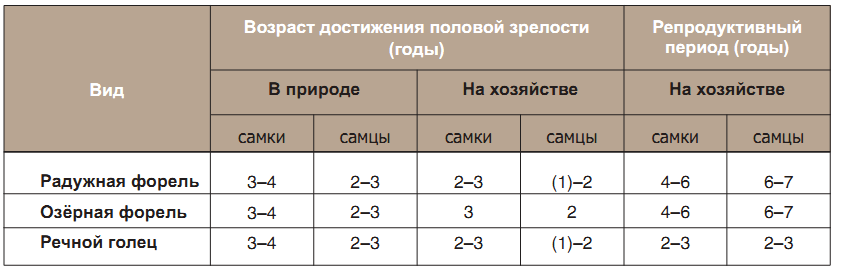 Вид
Возраст достижения половой зрелости
(годы)
Репродуктивный
период (годы)
В природе
На хозяйстве
На хозяйстве
самки самцы самки самцы самки самцы
Радужная форель 3–4 2–3 2–3 (1)–2 4–6 6–7
Озёрная форель 3–4 2–3 3 2 4–6 6–7
Речной голец 3–4 2–3 2–3 (1)–2 2–3 2–3